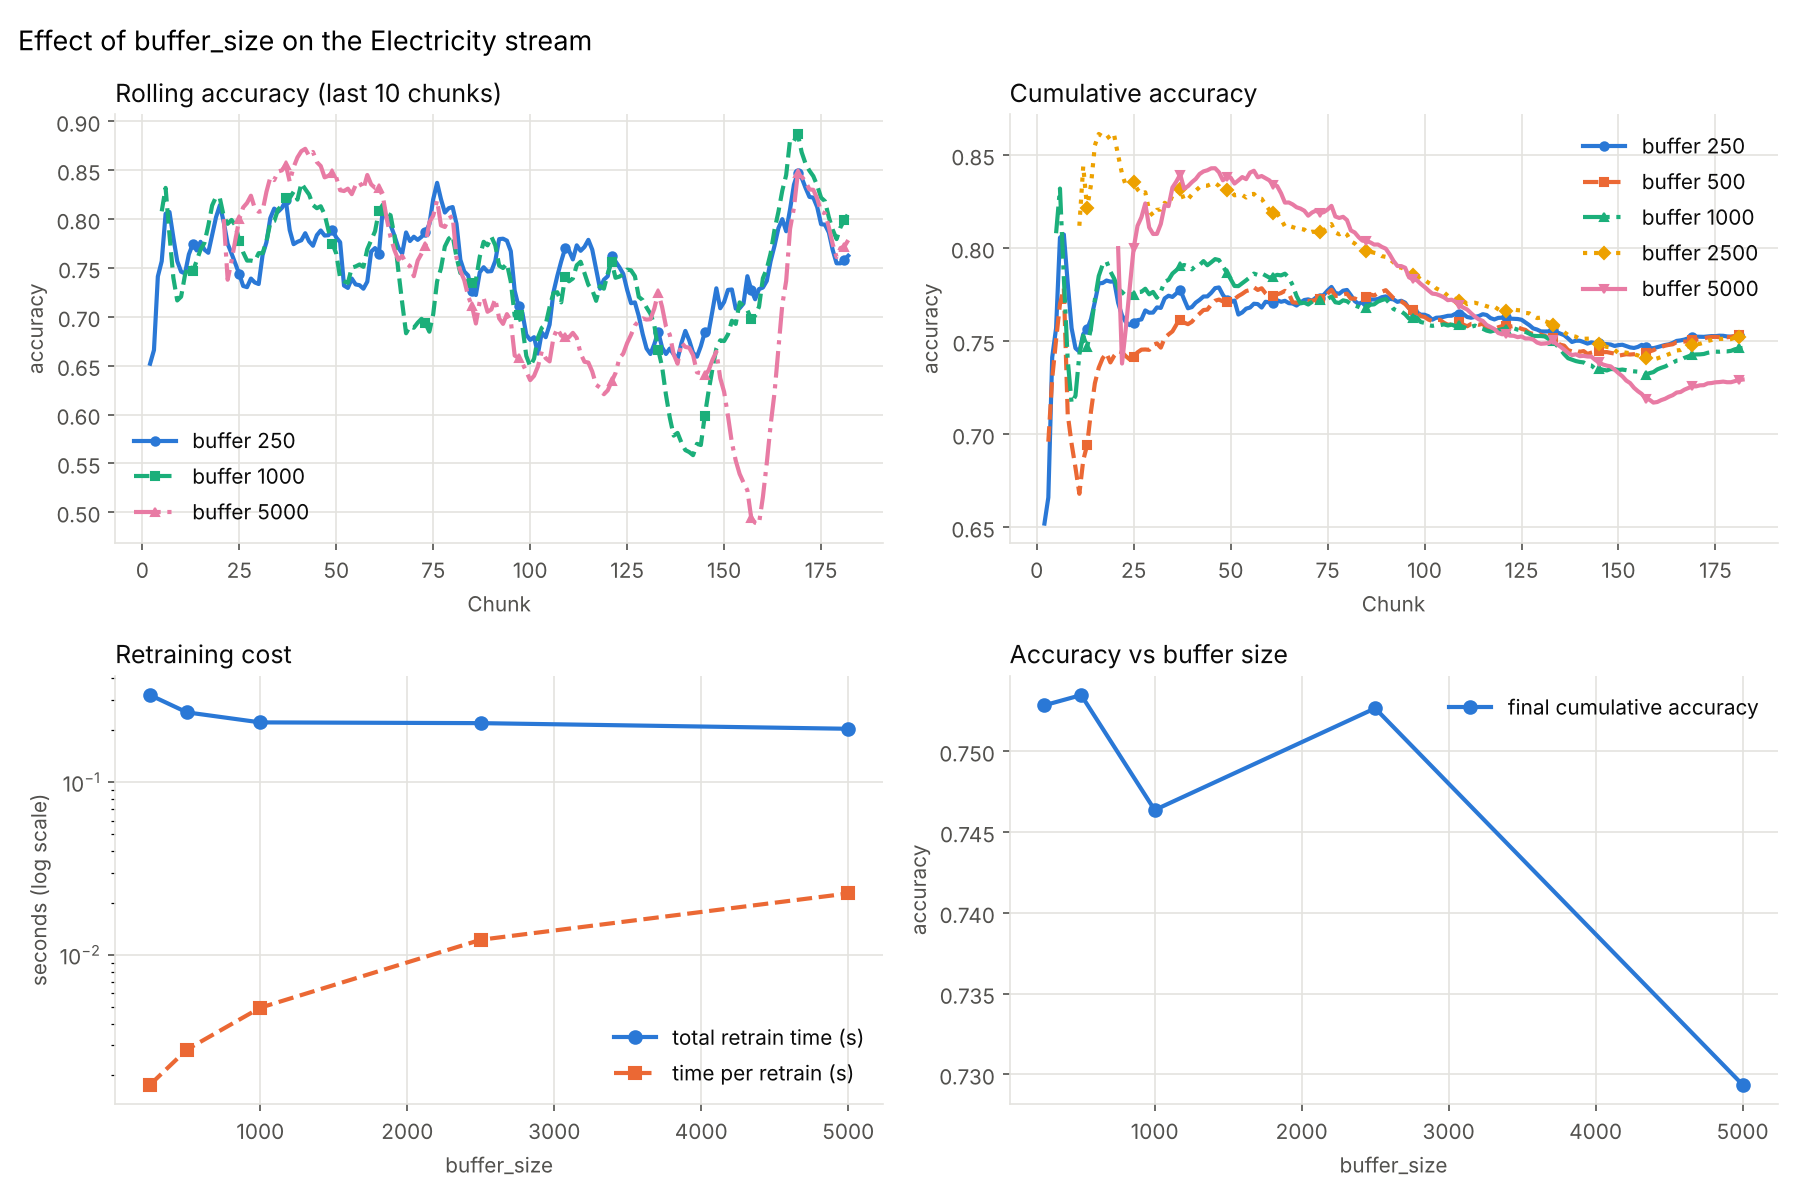 Effect of buffer_size on the Electricity stream
Rolling accuracy (last 10 chunks)
accuracy
0.90
0.85
0.80
0.75
0.70
0.65
0.60
0.55
0.50
buffer 250
buffer 1000
buffer 5000
0 25 50 75 100 125 150 175
Chunk
Cumulative accuracy
accuracy
0.85
0.80
0.75
0.70
0.65
buffer 250
buffer 500
buffer 1000
buffer 2500
buffer 5000
0 25 50 75 100 125 150 175
Chunk
Retraining cost
seconds (log scale)
10⁻¹
10⁻²
total retrain time (s)
time per retrain (s)
1000 2000 3000 4000 5000
buffer_size
Accuracy vs buffer size
accuracy
final cumulative accuracy
0.750
0.745
0.740
0.735
0.730
1000 2000 3000 4000 5000
buffer_size